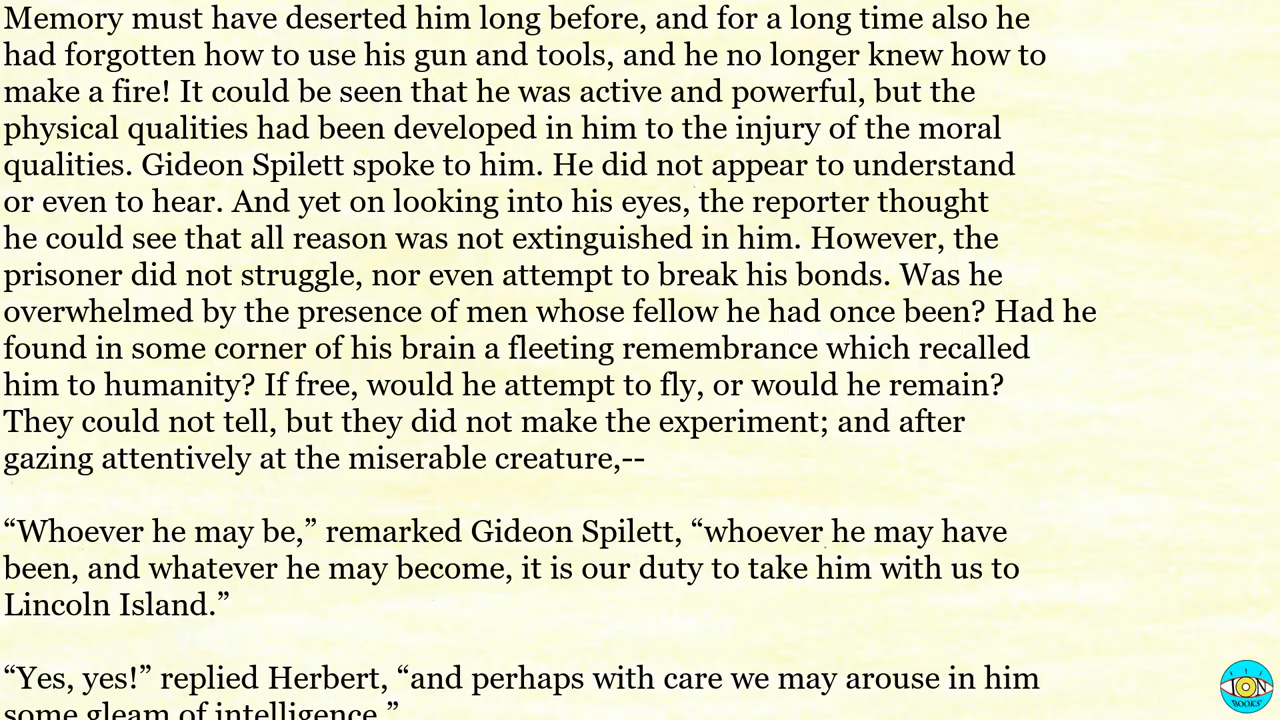 Memory must have deserted him long before, and for a long time also he
had forgotten how to use his gun and tools, and he no longer knew how to
make a fire! It could be seen that he was active and powerful, but the
physical qualities had been developed in him to the injury of the moral
qualities. Gideon Spilett spoke to him. He did not appear to understand
or even to hear. And yet on looking into his eyes, the reporter thought
he could see that all reason was not extinguished in him. However, the
prisoner did not struggle, nor even attempt to break his bonds. Was he
overwhelmed by the presence of men whose fellow he had once been? Had he
found in some corner of his brain a fleeting remembrance which recalled
him to humanity? If free, would he attempt to fly, or would he remain?
They could not tell, but they did not make the experiment; and after
gazing attentively at the miserable creature,--
“Whoever he may be,” remarked Gideon Spilett, “whoever he may have
been, and whatever he may become, it is our duty to take him with us to
Lincoln Island.”
“Yes, yes!” replied Herbert, “and perhaps with care we may arouse in him
some gleam of intelligence.”
ION
BOOKS